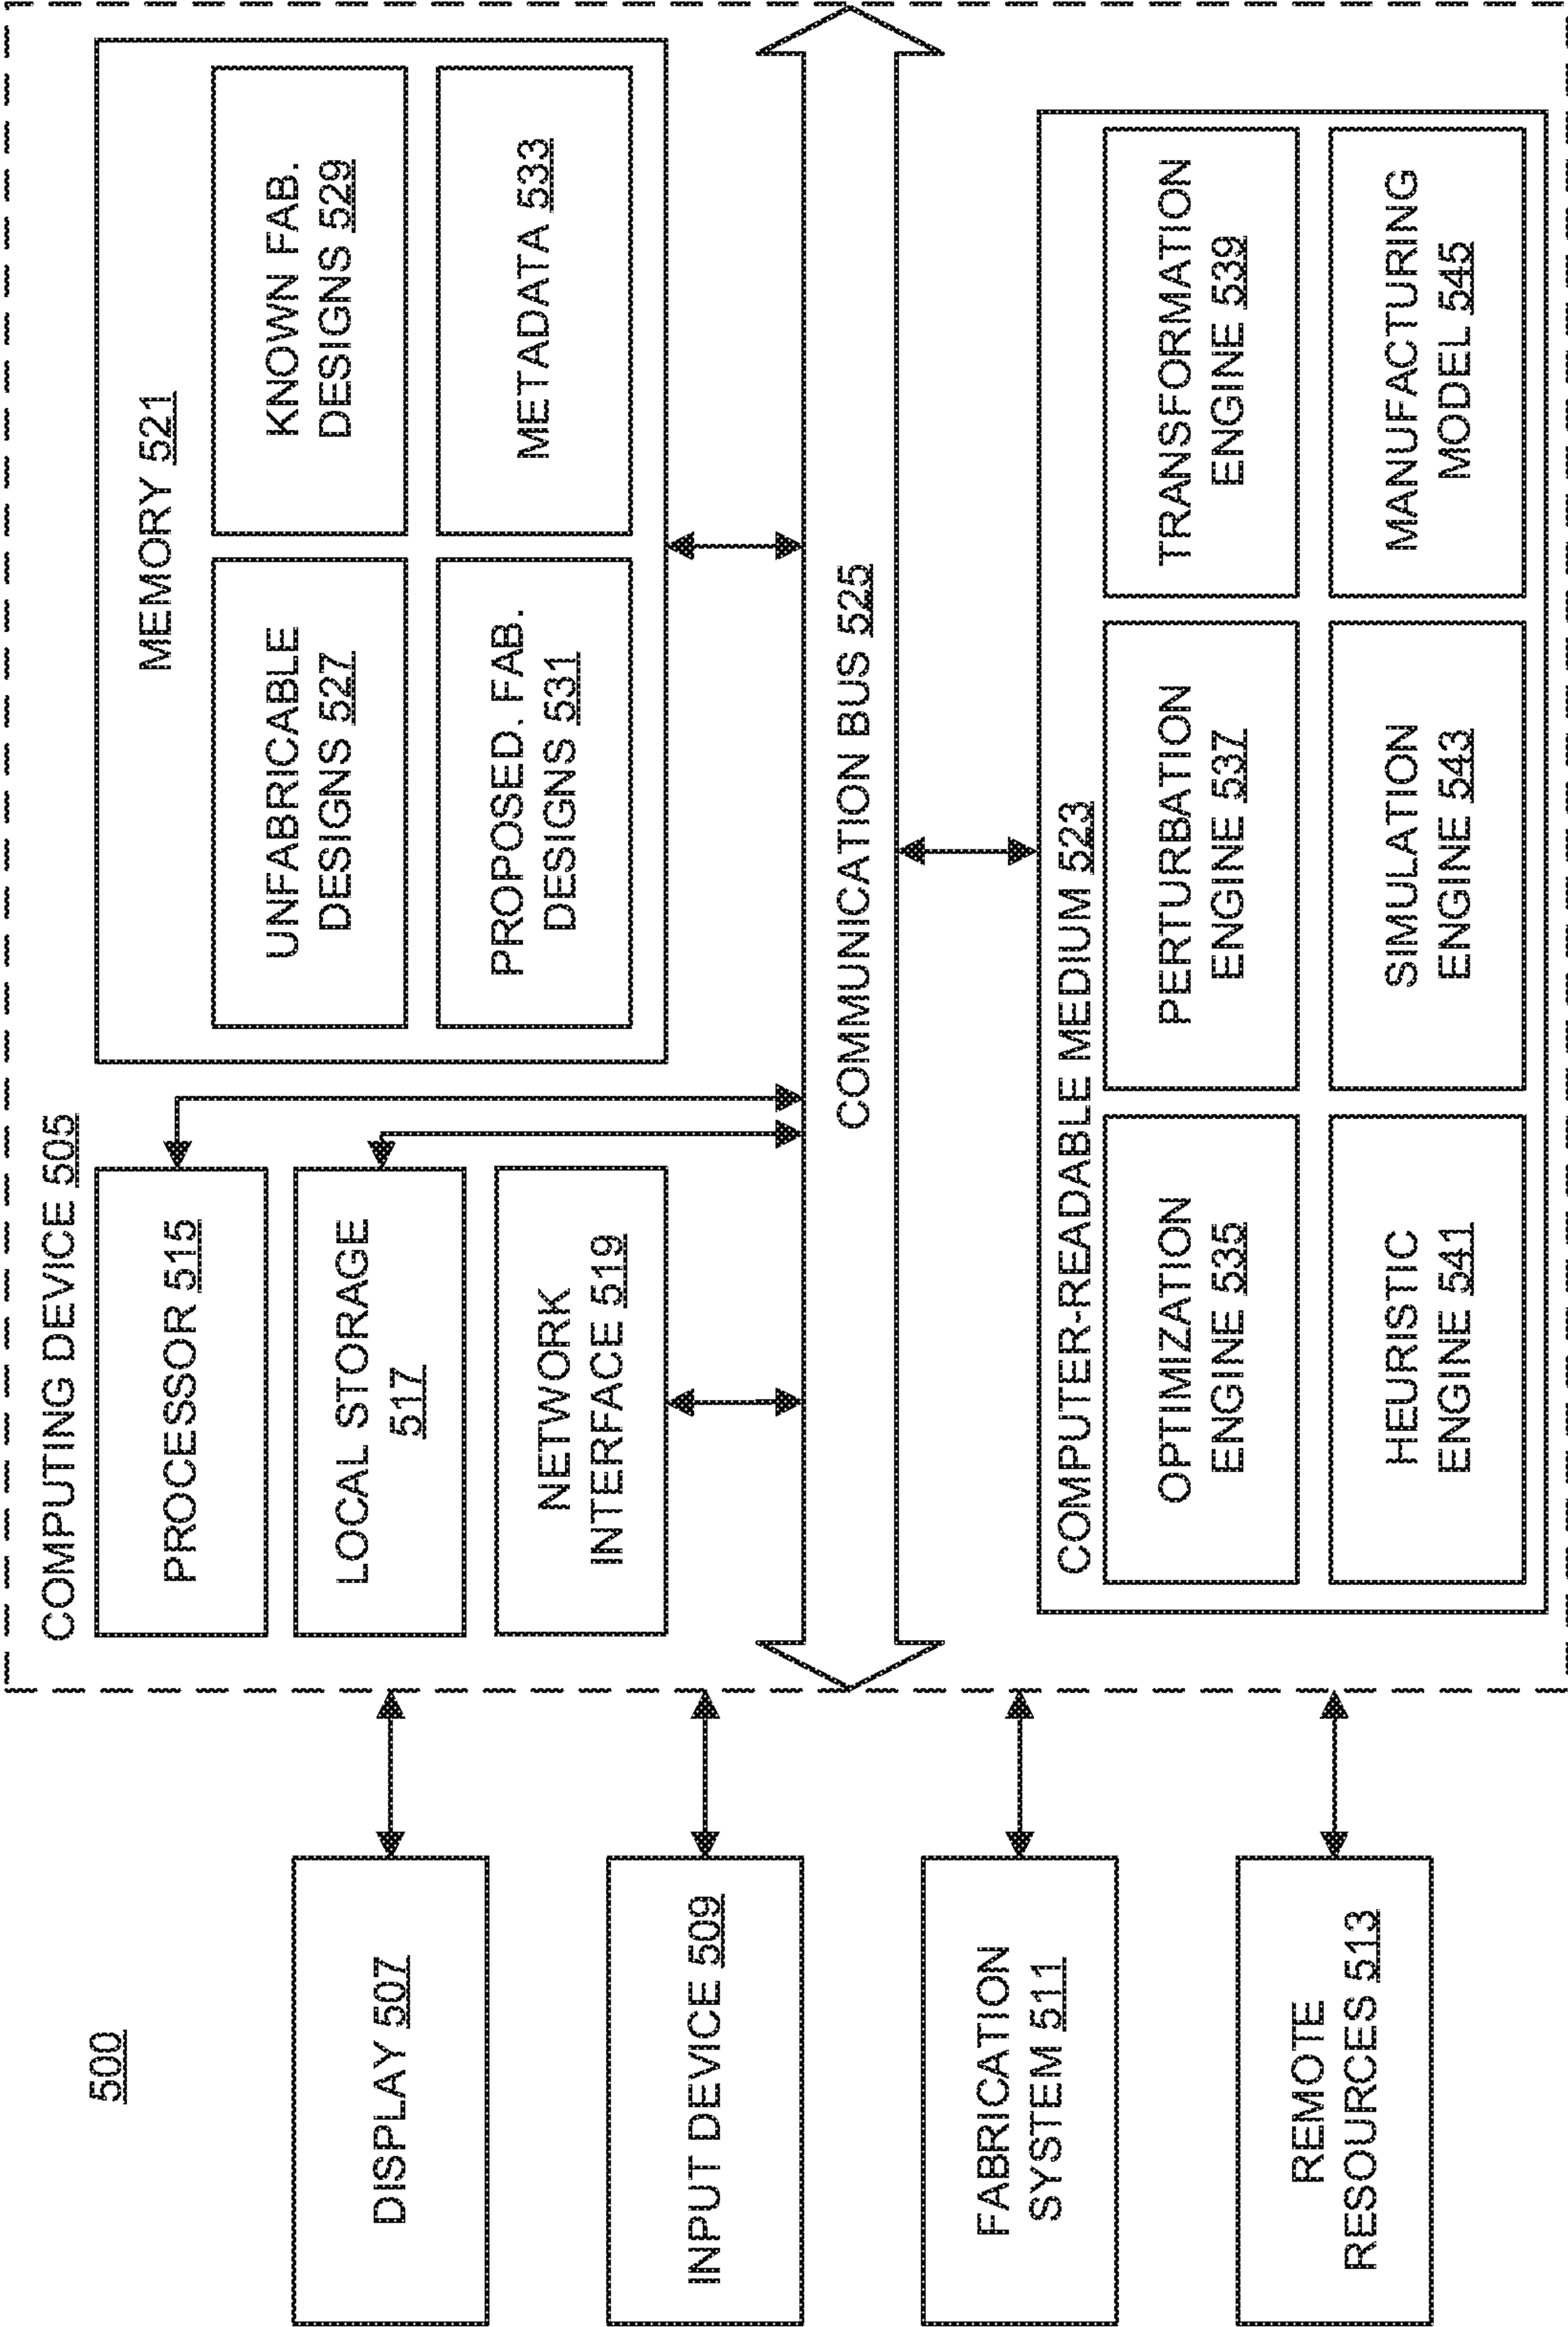 500
DISPLAY 507
INPUT DEVICE 509
FABRICATION
SYSTEM 511
REMOTE
RESOURCES 513
COMPUTING DEVICE 505
PROCESSOR 515
LOCAL STORAGE
517
NETWORK
INTERFACE 519
MEMORY 521
UNFABRICABLE
DESIGNS 527
KNOWN FAB.
DESIGNS 529
PROPOSED. FAB.
DESIGNS 531
METADATA 533
COMMUNICATION BUS 525
COMPUTER-READABLE MEDIUM 523
OPTIMIZATION
ENGINE 535
PERTURBATION
ENGINE 537
TRANSFORMATION
ENGINE 539
HEURISTIC
ENGINE 541
SIMULATION
ENGINE 543
MANUFACTURING
MODEL 545